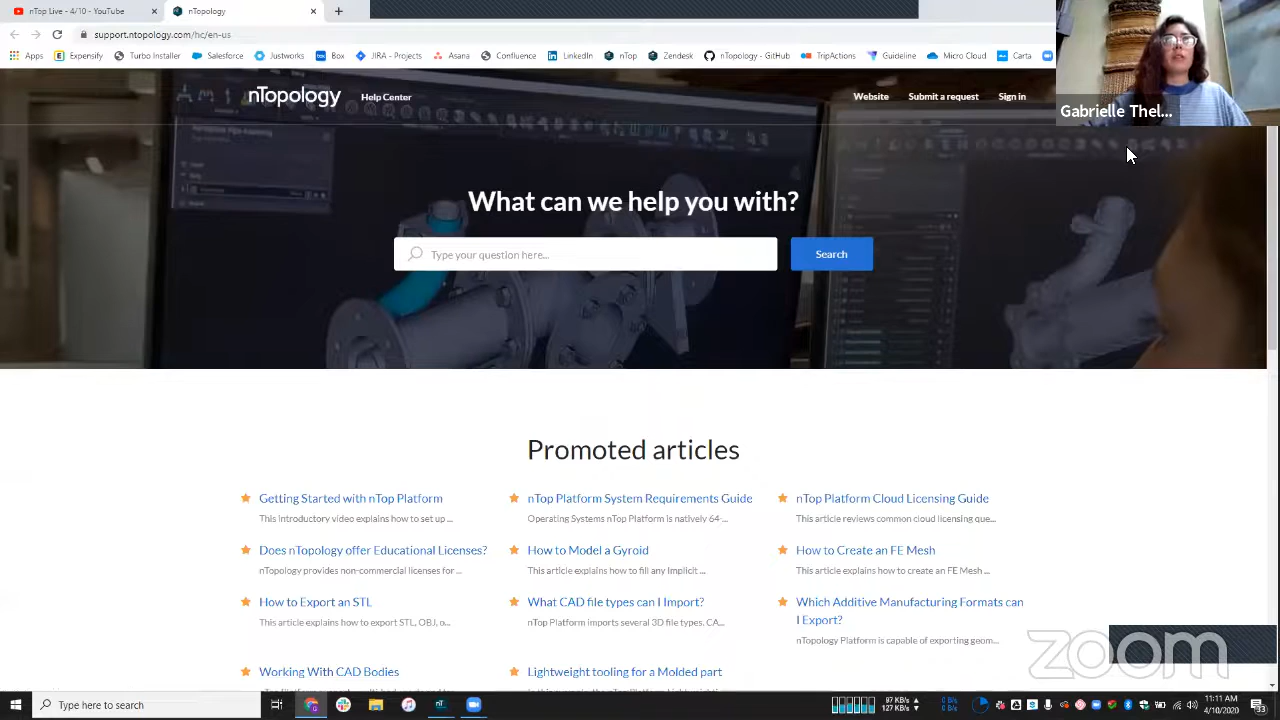 nTop Live - 4/10 - YouTube
nTopology
support.ntopology.com/hc/en-us
Apps Expensify Turbo Installer Salesforce Justworks Box JIRA - Projects Asana Confluence LinkedIn nTop Zendesk nTopology - GitHub TripActions Guideline Micro Cloud Carta
nTopology Help Center Website Submit a request Sign in
Gabrielle Thel...
What can we help you with?
Type your question here...
Search
Promoted articles
Getting Started with nTop Platform
This introductory video explains how to set up ...
nTop Platform System Requirements Guide
Operating Systems nTop Platform is natively 64-...
nTop Platform Cloud Licensing Guide
This article reviews common cloud licensing que...
Does nTopology offer Educational Licenses?
nTopology provides non-commercial licenses for ...
How to Model a Gyroid
This article explains how to fill any Implicit ...
How to Create an FE Mesh
This article explains how to create an FE Mesh ...
How to Export an STL
This article explains how to export STL, OBJ, o...
What CAD file types can I Import?
nTop Platform imports several 3D file types. CA...
Which Additive Manufacturing Formats can
I Export?
nTopology Platform is capable of exporting geom...
Working With CAD Bodies
Lightweight tooling for a Molded part
zoom
Type here to search
97 KB/s
127 KB/s
0 B/s
0 B/s
11:11 AM
4/10/2020